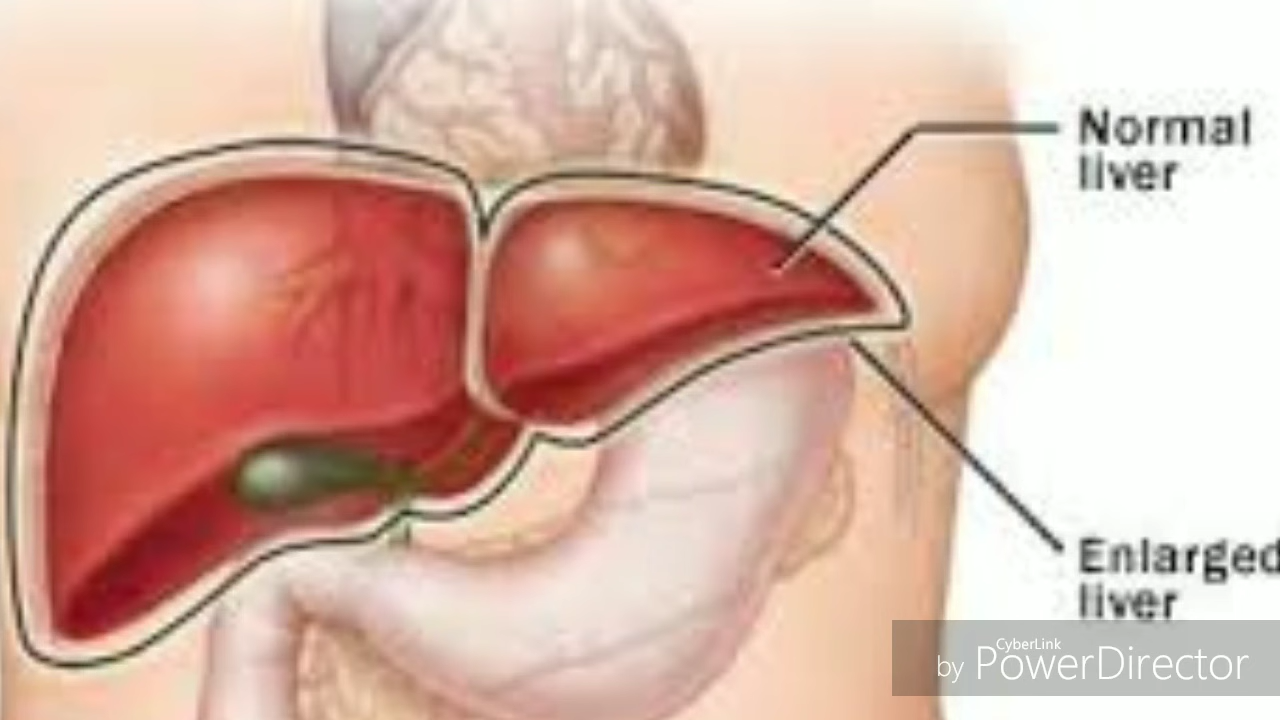 Normal
liver
Enlarged
liver
CyberLink
by PowerDirector